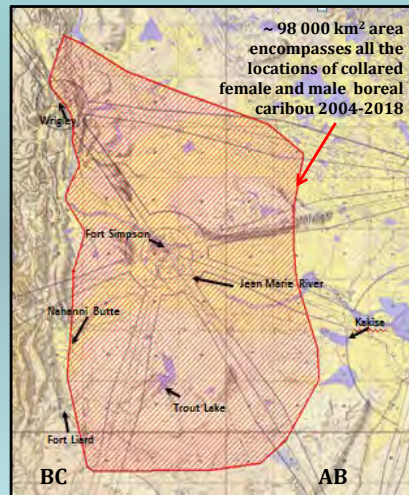 ~ 98 000 km² area
encompasses all the
locations of collared
female and male boreal
caribou 2004-2018
Wrigley
Fort Simpson
Jean Marie River
Nahanni Butte
Kakisa
Trout Lake
Fort Liard
BC
AB